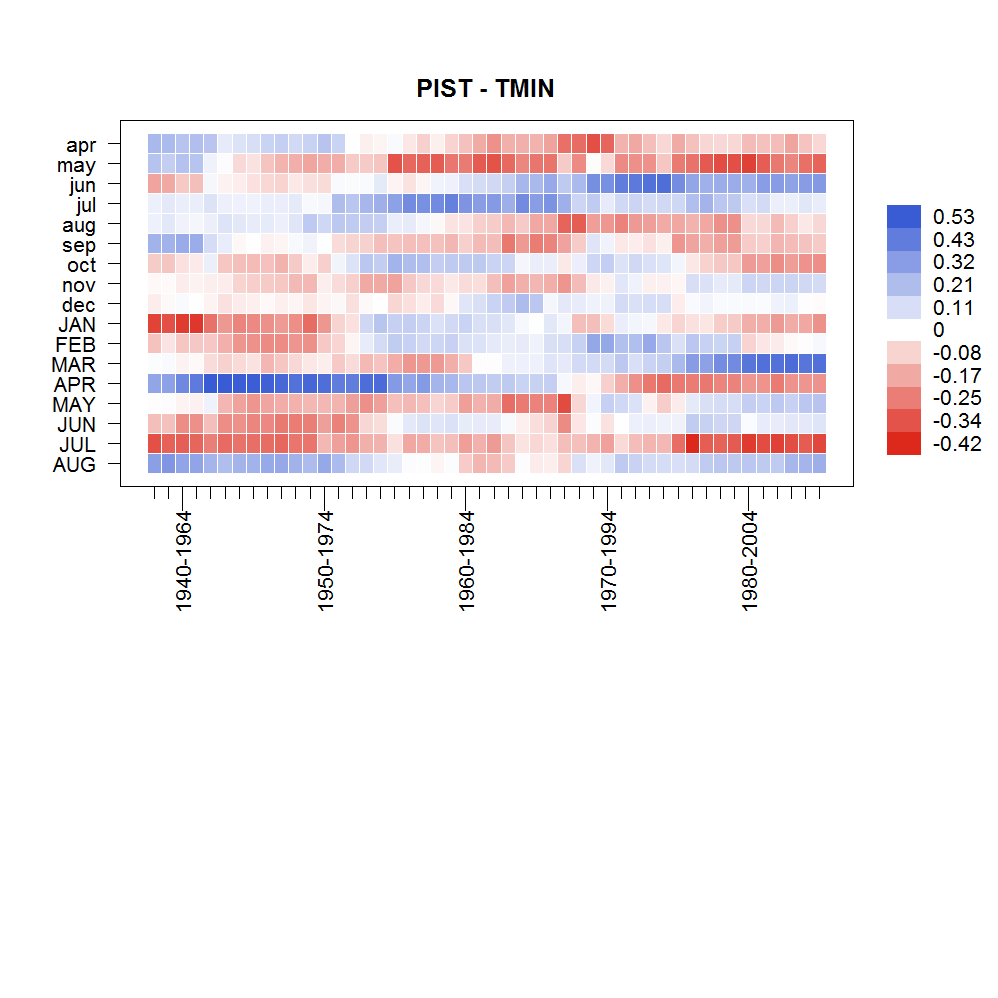 PIST - TMIN
apr
may
jun
jul
aug
sep
oct
nov
dec
JAN
FEB
MAR
APR
MAY
JUN
JUL
AUG
0.53
0.43
0.32
0.21
0.11
0
-0.08
-0.17
-0.25
-0.34
-0.42
1940-1964
1950-1974
1960-1984
1970-1994
1980-2004